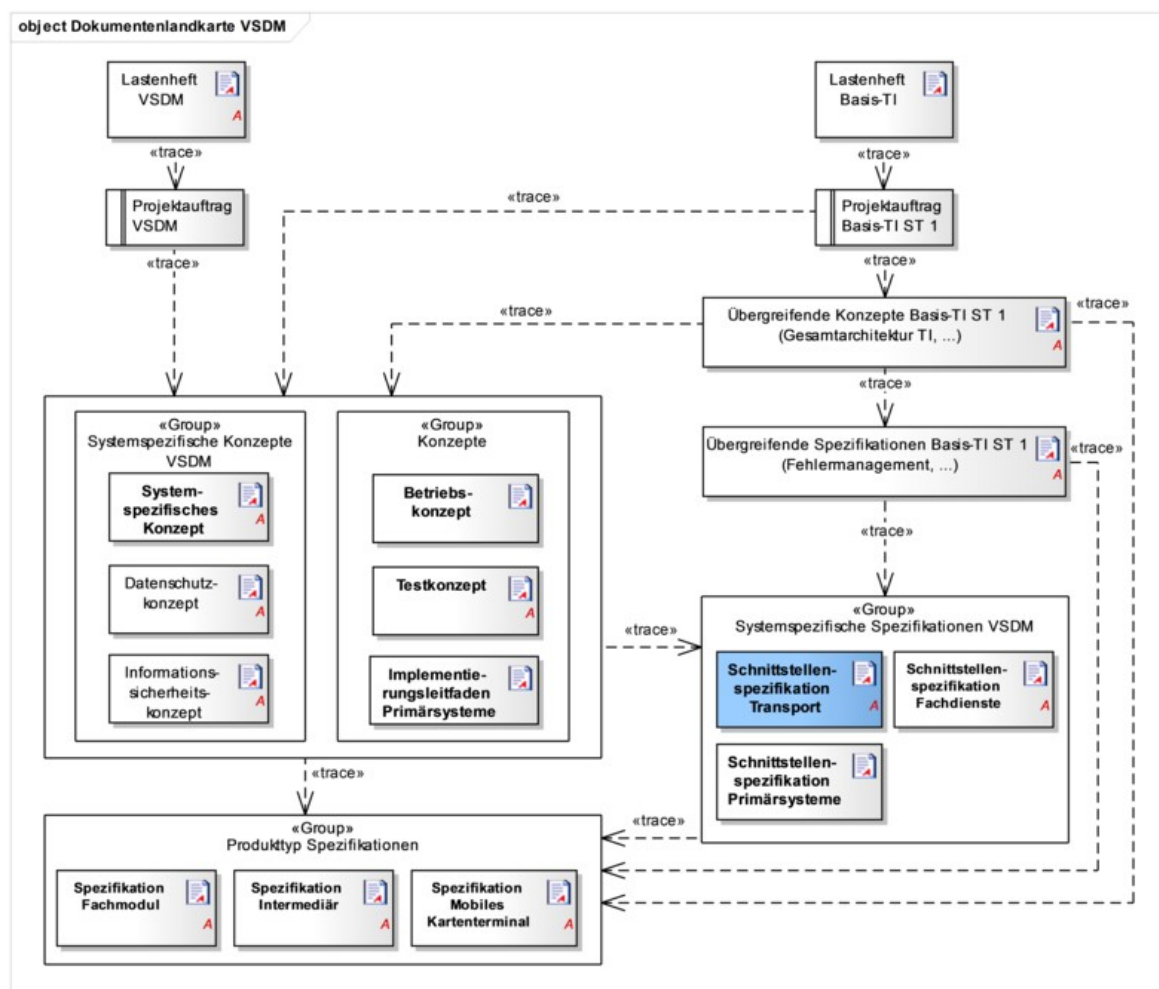 object Dokumentenlandkarte VSDM
Lastenheft
VSDM
A
Lastenheft
Basis-TI
«trace»
«trace»
Projektauftrag
VSDM
«trace»
Projektauftrag
Basis-TI ST 1
«trace»
«trace»
«trace»
Übergreifende Konzepte Basis-TI ST 1
(Gesamtarchitektur TI, ...)
A
«trace»
«trace»
Übergreifende Spezifikationen Basis-TI ST 1
(Fehlermanagement, ...)
A
«trace»
«trace»
«Group»
Systemspezifische Konzepte
VSDM
System-
spezifisches
Konzept
A
Datenschutz-
konzept
A
Informations-
sicherheits-
konzept
A
«Group»
Konzepte
Betriebs-
konzept
Testkonzept
A
Implementie-
rungsleitfaden
Primärsysteme
«trace»
«Group»
Systemspezifische Spezifikationen VSDM
Schnittstellen-
spezifikation
Transport
A
Schnittstellen-
spezifikation
Fachdienste
A
Schnittstellen-
spezifikation
Primärsysteme
«trace»
«trace»
«Group»
Produkttyp Spezifikationen
Spezifikation
Fachmodul
A
Spezifikation
Intermediär
A
Spezifikation
Mobiles
Kartenterminal
A